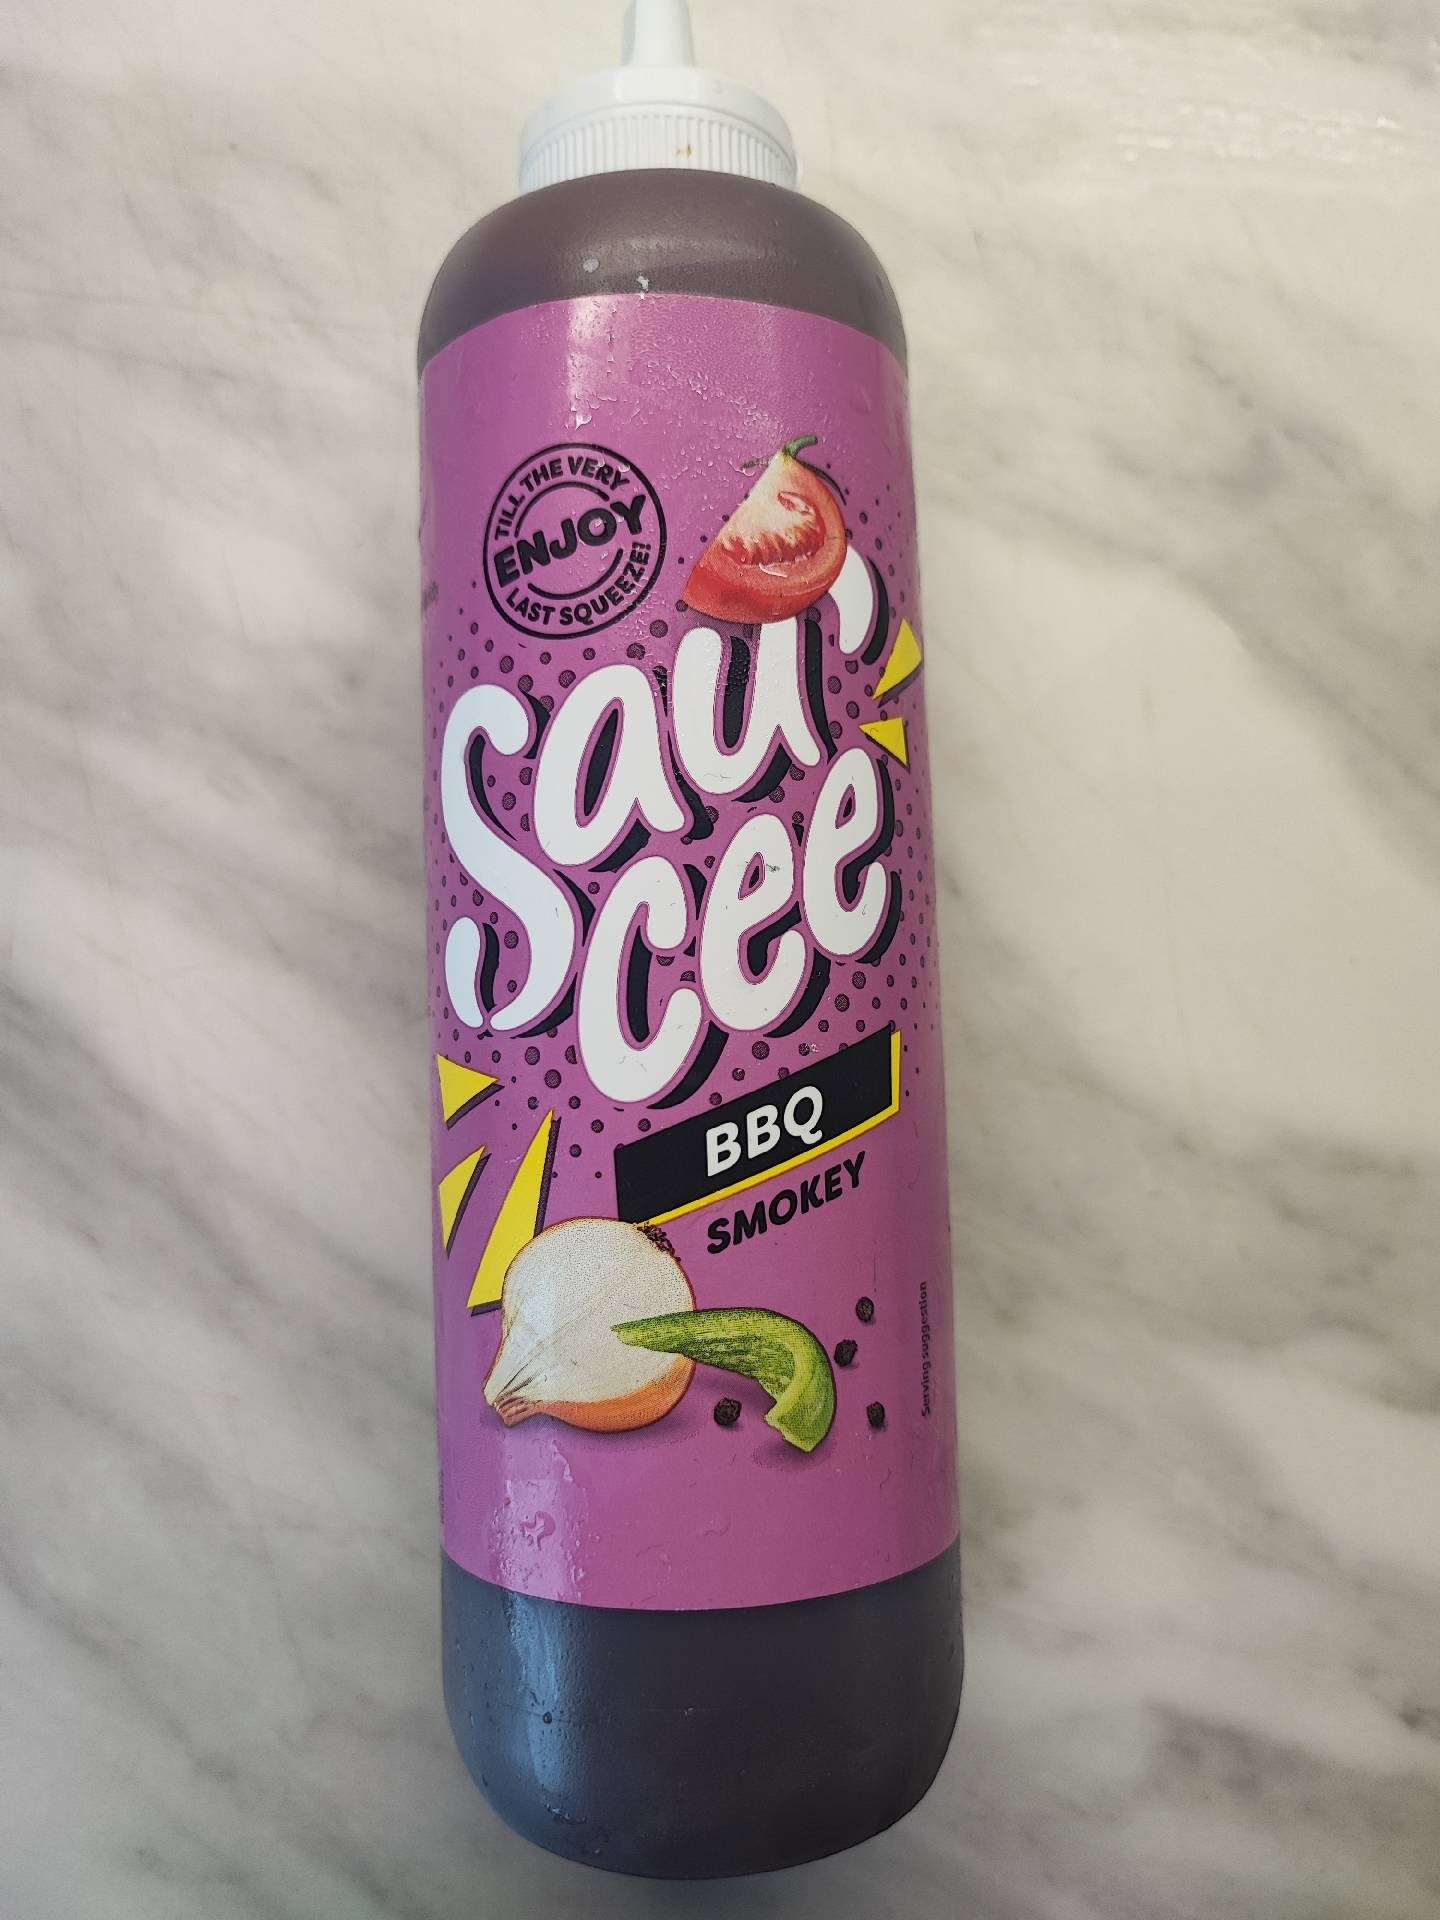 TILL THE VERY
ENJOY
LAST SQUEEZE!
Sau'
cee
BBQ
SMOKEY
Serving suggestion